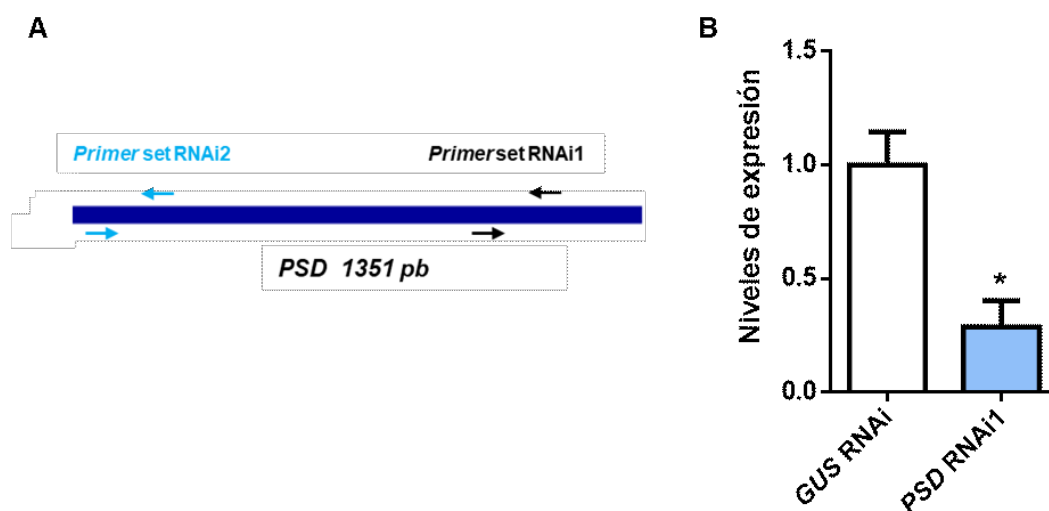 A
Primer set RNAi2
Primer set RNAi1
PSD 1351 pb
B
Niveles de expresión
1.5
1.0
0.5
0.0
*
GUS RNAi
PSD RNAi1